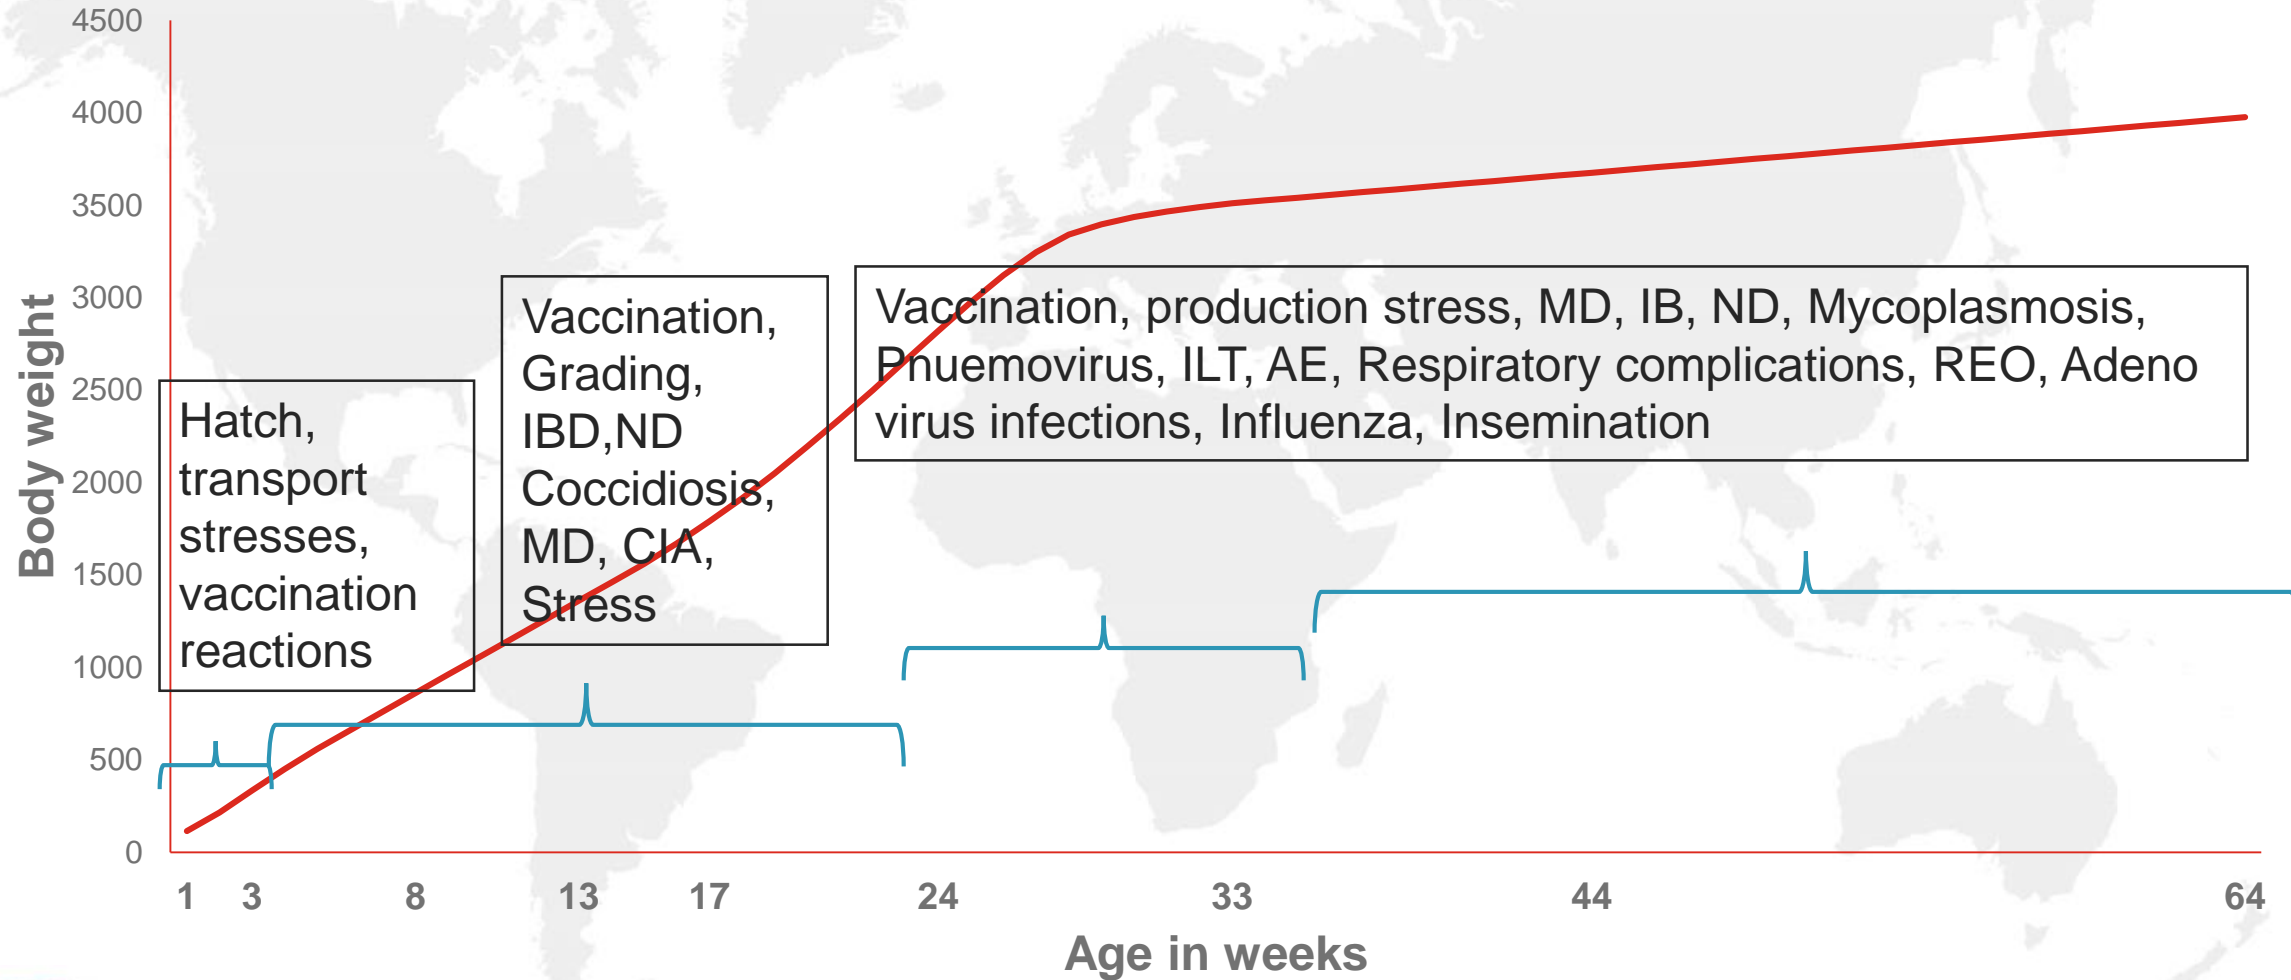 4500
4000
3500
3000
2500
2000
1500
1000
500
0
Body weight
Hatch,
transport
stresses,
vaccination
reactions
Vaccination,
Grading,
IBD,ND
Coccidiosis,
MD, CIA,
Stress
Vaccination, production stress, MD, IB, ND, Mycoplasmosis,
Pnuemovirus, ILT, AE, Respiratory complications, REO, Adeno
virus infections, Influenza, Insemination
1 3 8 13 17 24 33 44 64
Age in weeks